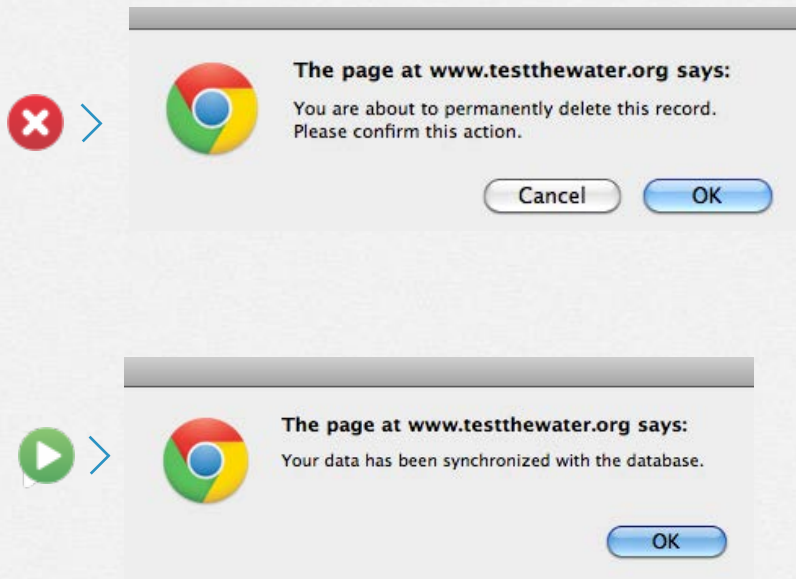 The page at www.testthewater.org says:
You are about to permanently delete this record.
Please confirm this action.
Cancel OK
The page at www.testthewater.org says:
Your data has been synchronized with the database.
OK